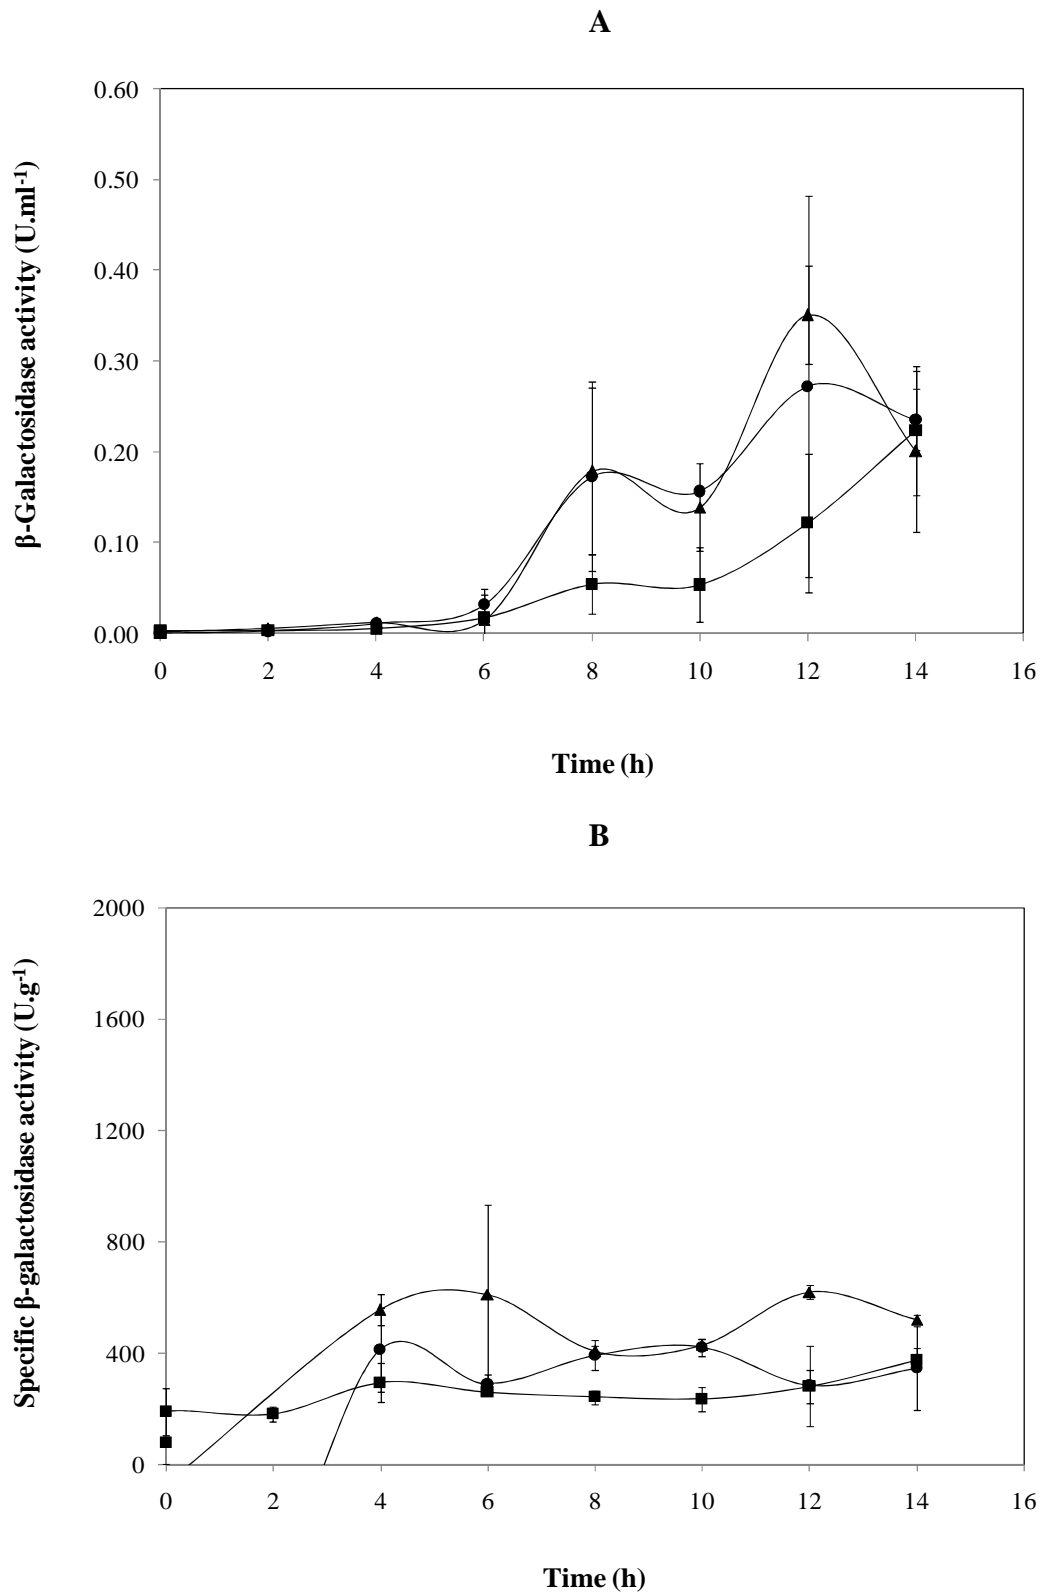 A
β-Galactosidase activity (U.ml⁻¹)
0.60
0.50
0.40
0.30
0.20
0.10
0.00
0 2 4 6 8 10 12 14 16
Time (h)
B
Specific β-galactosidase activity (U.g⁻¹)
2000
1600
1200
800
400
0
0 2 4 6 8 10 12 14 16
Time (h)